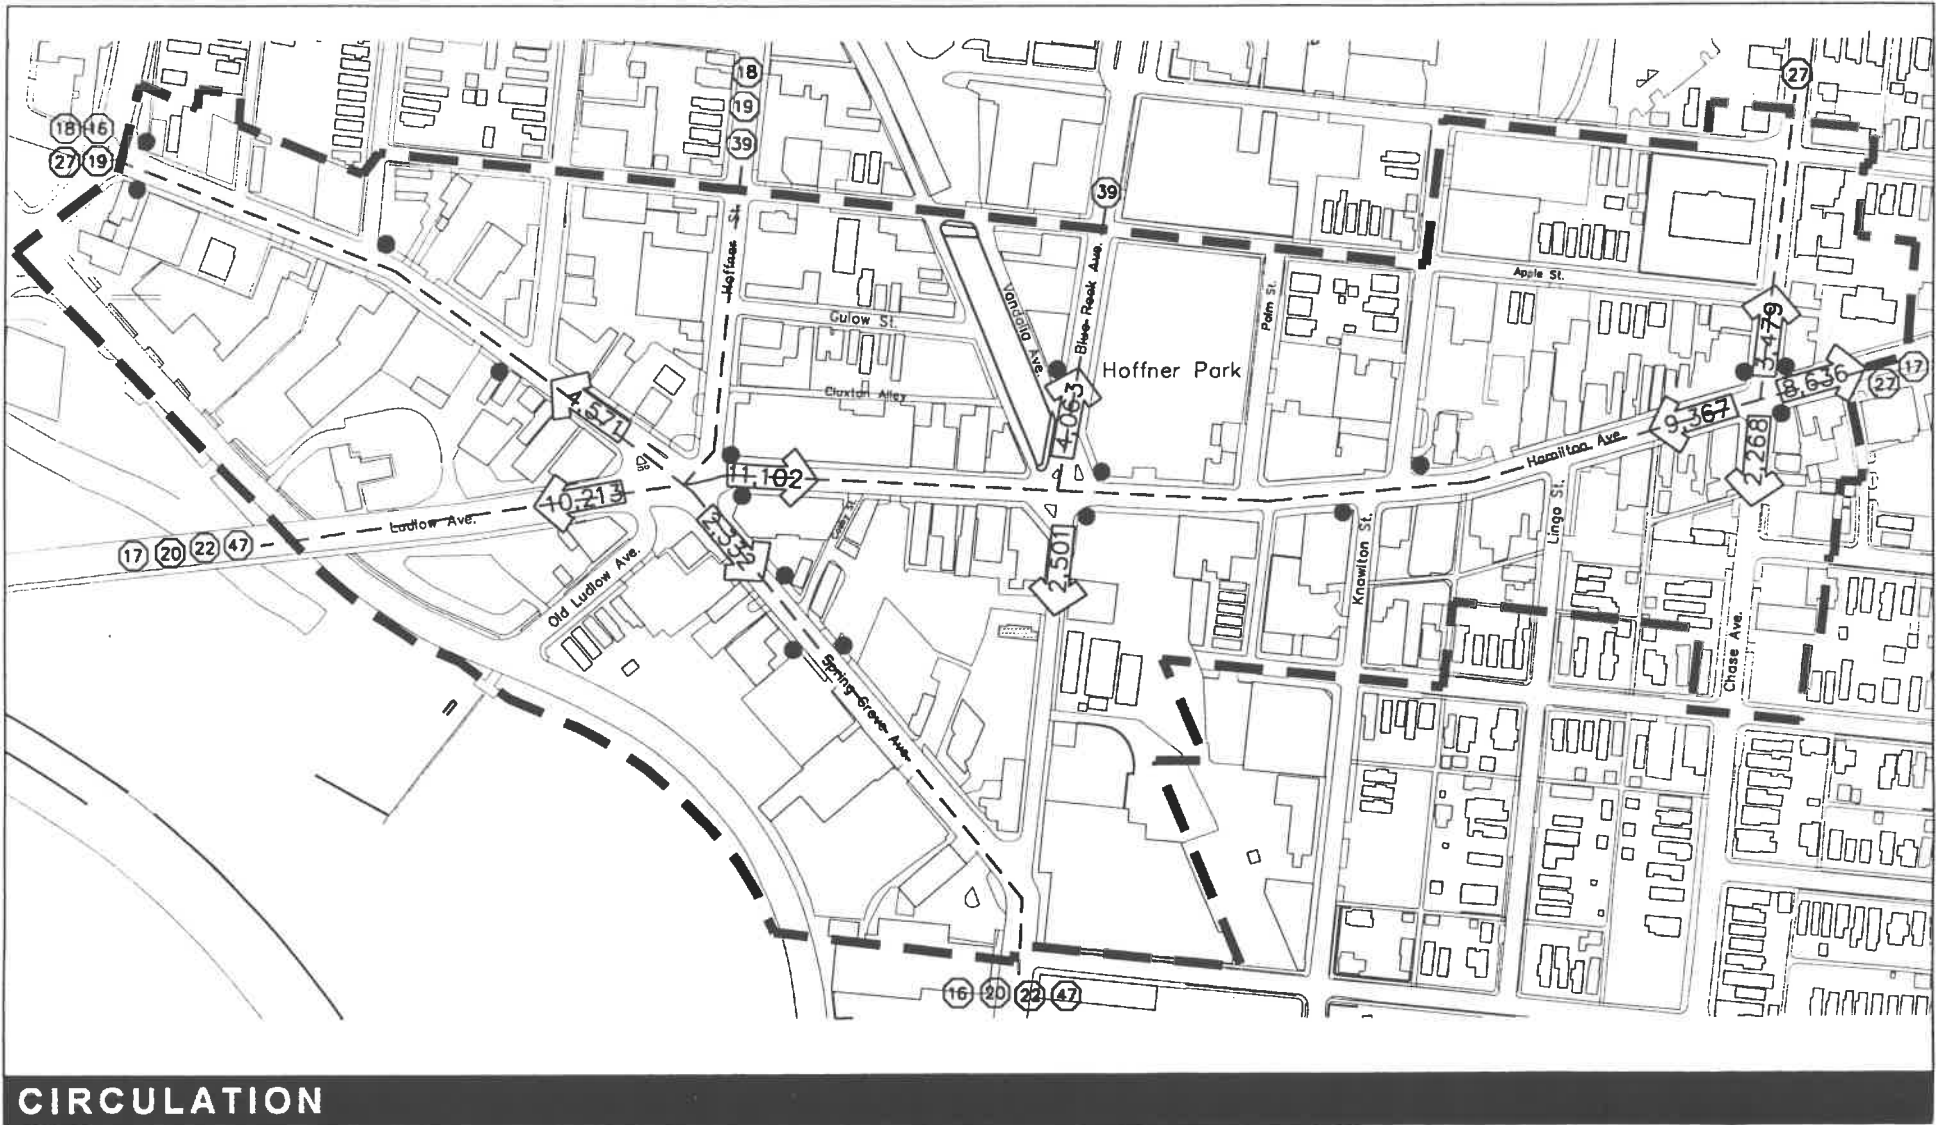 18
19
39
27
18 16
27 19
39
Hoffner St.
Vandalia Ave.
Blue Rock Ave.
Palm St.
Apple St.
Gulow St.
Hoffner Park
3,479
8,636
17
27
Claxton Alley
4,571
4,063
9,367
2,268
Hamilton Ave.
11,102
10,213
Ludlow Ave.
17 20 22 47
2,332
2,501
Lingo St.
Knowlton St.
Old Ludlow Ave.
Spring Grove Ave.
Chase Ave.
16 20 22 47
CIRCULATION